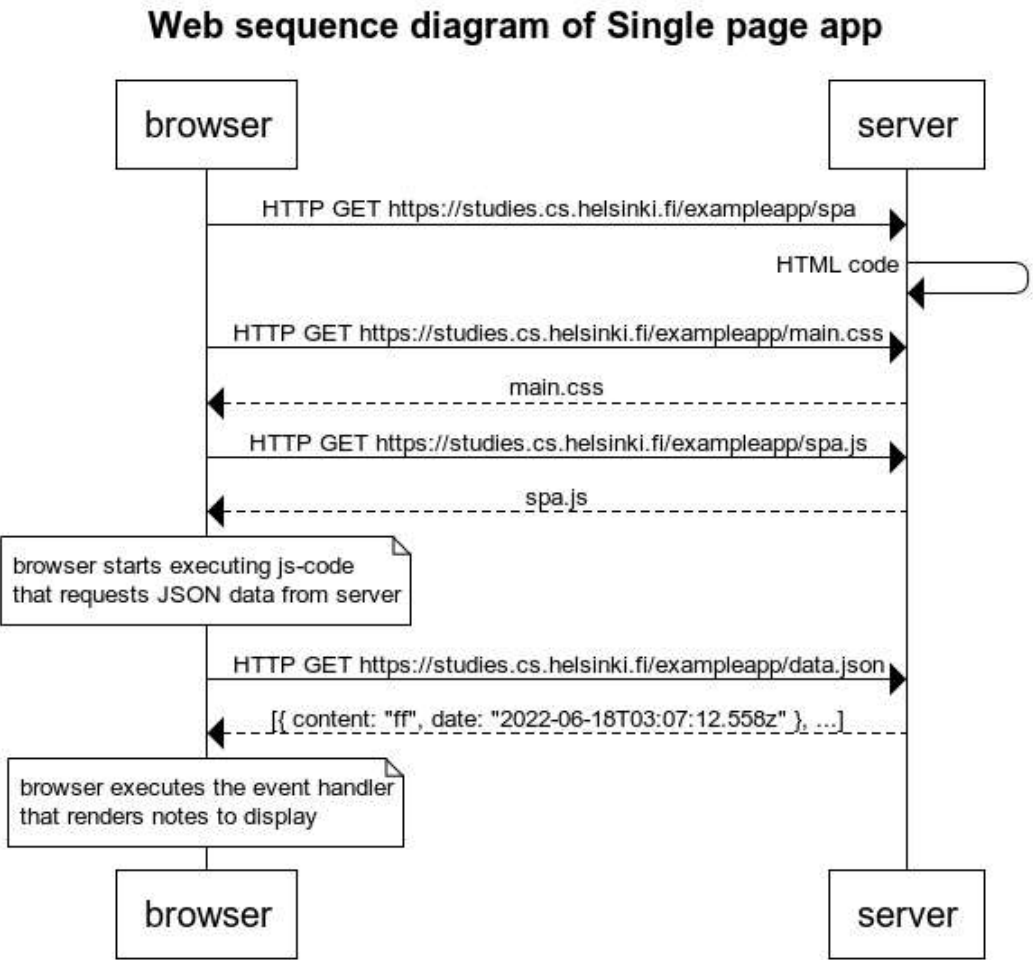 Web sequence diagram of Single page app
browser
server
HTTP GET https://studies.cs.helsinki.fi/exampleapp/spa
HTML code
HTTP GET https://studies.cs.helsinki.fi/exampleapp/main.css
main.css
HTTP GET https://studies.cs.helsinki.fi/exampleapp/spa.js
spa.js
browser starts executing js-code
that requests JSON data from server
HTTP GET https://studies.cs.helsinki.fi/exampleapp/data.json
[{ content: "ff", date: "2022-06-18T03:07:12.558z" }, ...]
browser executes the event handler
that renders notes to display
browser
server